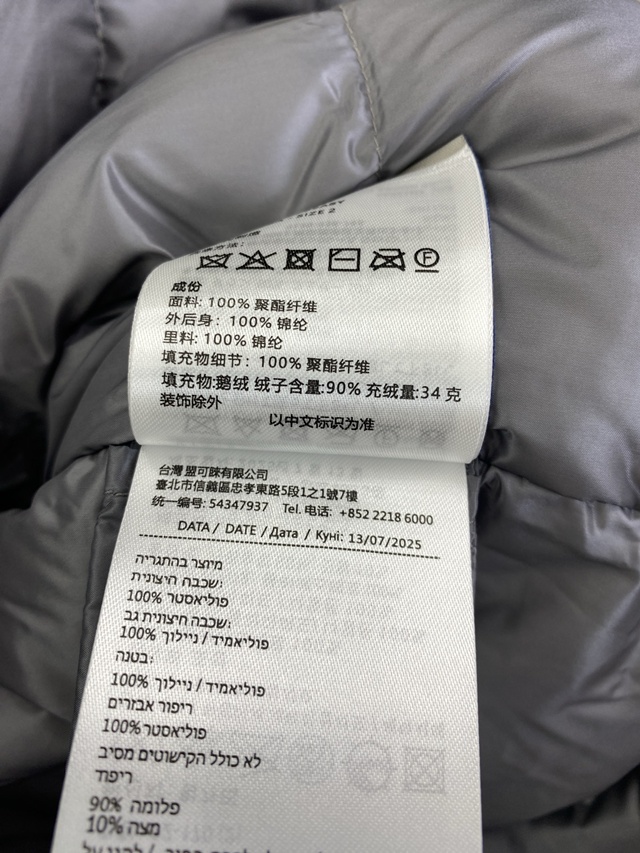 SIZE 2
成份
面料: 100% 聚酯纤维
外后身: 100% 锦纶
里料: 100% 锦纶
填充物细节: 100% 聚酯纤维
填充物:鹅绒 绒子含量:90% 充绒量:34 克
装饰除外
以中文标识为准
台灣盟可睞有限公司
臺北市信義區忠孝東路5段1之1號7樓
统一编号: 54347937 Tel. 电话: +852 2218 6000
DATA / DATE / Дата / Күні: 13/07/2025
מיוצר בהתגריה
שכבה חיצונית:
100% פוליאסטר
שכבה חיצונית גב:
100% פוליאמיד / ניילוך
בטנה:
100% פוליאמיד / ניילוך
ריפור אבזרים
100% פוליאסטר
לא כולל הקישוטים מסיב
ריפוד
90% פלומה
10% מצה